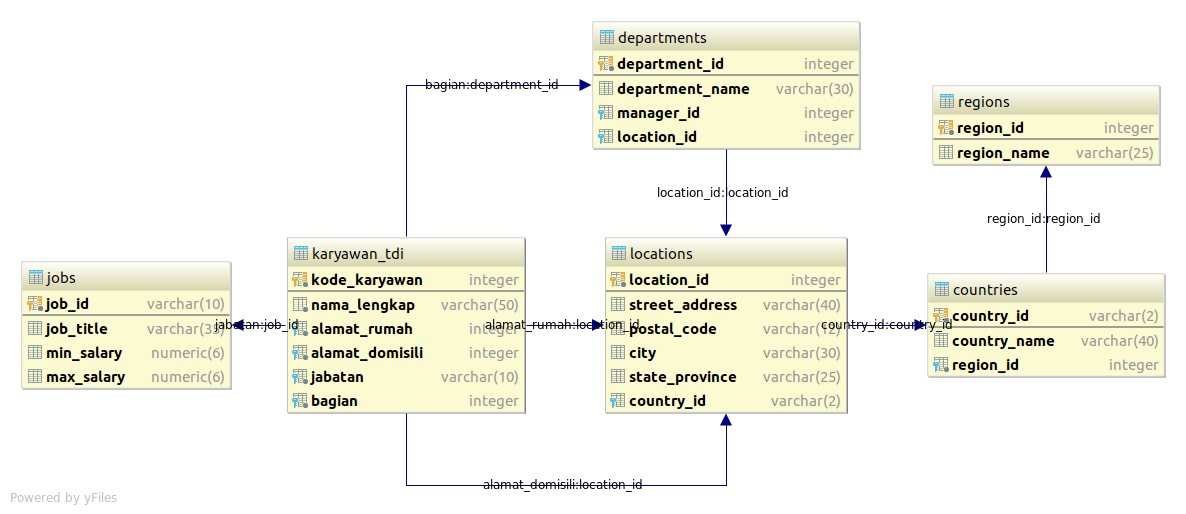 departments
department_id integer
department_name varchar(30)
manager_id integer
location_id integer
bagian:department_id
regions
region_id integer
region_name varchar(25)
location_id:location_id
region_id:region_id
jobs
job_id varchar(10)
job_title varchar(35)
min_salary numeric(6)
max_salary numeric(6)
jabatan:job_id
karyawan_tdi
kode_karyawan integer
nama_lengkap varchar(50)
alamat_rumah integer
alamat_domisili integer
jabatan varchar(10)
bagian integer
alamat_rumah:location_id
locations
location_id integer
street_address varchar(40)
postal_code varchar(12)
city varchar(30)
state_province varchar(25)
country_id varchar(2)
country_id:country_id
countries
country_id varchar(2)
country_name varchar(40)
region_id integer
alamat_domisili:location_id
Powered by yFiles